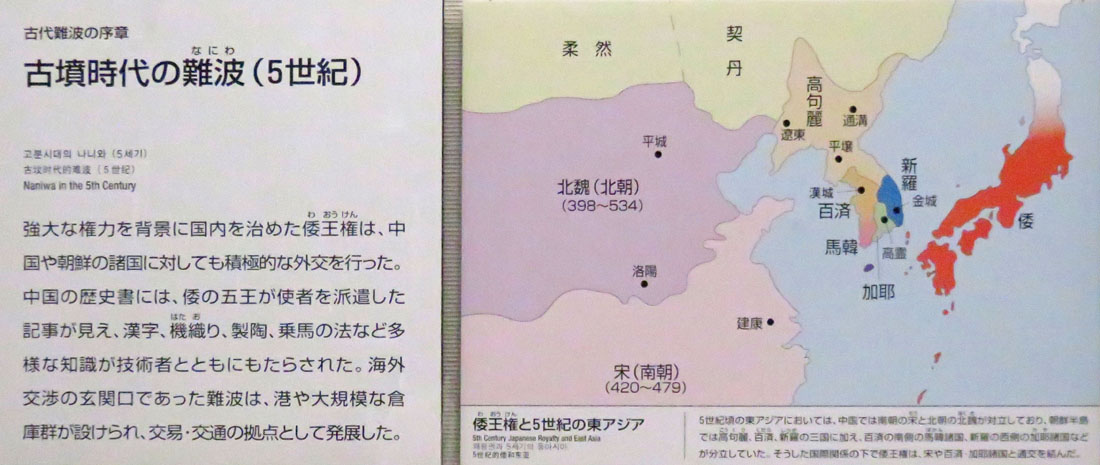 古代難波の序章
なにわ
古墳時代の難波（5世紀）
고분시대의 나니와 (5세기)
古坟时代的難波（5世紀）
Naniwa in the 5th Century
わ おうけん
強大な権力を背景に国内を治めた倭王権は、中
国や朝鮮の諸国に対しても積極的な外交を行った。
中国の歴史書には、倭の五王が使者を派遣した
はた お
記事が見え、漢字、機織り、製陶、乗馬の法など多
様な知識が技術者とともにもたらされた。海外
交渉の玄関口であった難波は、港や大規模な倉
庫群が設けられ、交易・交通の拠点として発展した。
柔然
契丹
高句麗
遼東
通溝
平城
平壌
新羅
北魏（北朝）
(398～534)
漢城
金城
百済
倭
馬韓
高霊
洛陽
加耶
建康
宋（南朝）
(420～479)
わ おうけん
倭王権と5世紀の東アジア
5th Century Japanese Royalty and East Asia
5世紀頃の東アジアにおいては、中国では南朝の宋と北朝の北魏が対立しており、朝鮮半島
では高句麗、百済、新羅の三国に加え、百済の南側の馬韓諸国、新羅の西側の加耶諸国など
が分立していた。そうした国際関係の下で倭王権は、宋や百済・加耶諸国と通交を結んだ。